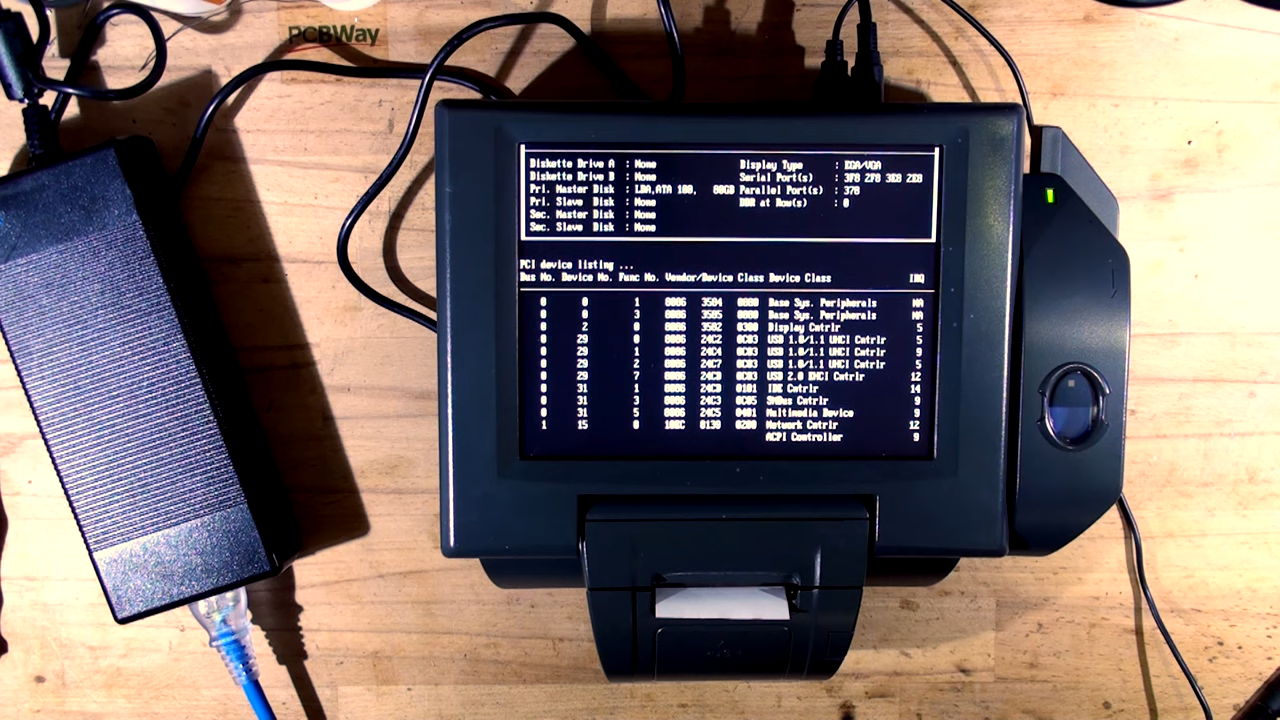 PCBWay
Diskette Drive A : None Display Type : EGA/VGA
Diskette Drive B : None Serial Port(s) : 3F8 2F8 3E8 2E8
Pri. Master Disk : LBA,ATA 100, 80GB Parallel Port(s) : 378
Pri. Slave Disk : None DDR at Row(s) : 0
Sec. Master Disk : None
Sec. Slave Disk : None
PCI device listing ...
Bus No. Device No. Func No. Vendor/Device Class Device Class IRQ
0 0 1 8086 3584 0880 Base Sys. Peripherals NA
0 0 3 8086 3585 0880 Base Sys. Peripherals NA
0 2 0 8086 3582 0300 Display Cntrlr 5
0 29 0 8086 24C2 0C03 USB 1.0/1.1 UHCI Cntrlr 5
0 29 1 8086 24C4 0C03 USB 1.0/1.1 UHCI Cntrlr 9
0 29 2 8086 24C7 0C03 USB 1.0/1.1 UHCI Cntrlr 5
0 29 7 8086 24CD 0C03 USB 2.0 EHCI Cntrlr 12
0 31 1 8086 24CB 0101 IDE Cntrlr 14
0 31 3 8086 24C3 0C05 SMBus Cntrlr 9
0 31 5 8086 24C5 0401 Multimedia Device 9
1 15 0 10EC 8139 0200 Network Cntrlr 12
ACPI Controller 9